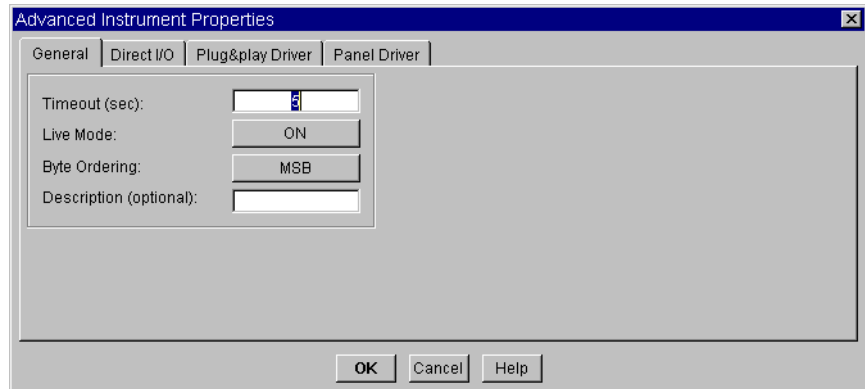 Advanced Instrument Properties
General Direct I/O Plug&play Driver Panel Driver
Timeout (sec): 5
Live Mode: ON
Byte Ordering: MSB
Description (optional):
OK Cancel Help